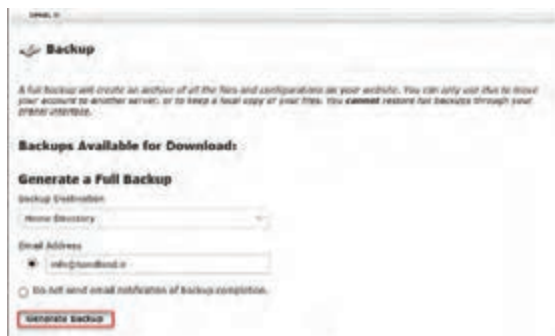 Backup
A full backup will create an archive of all the files and configurations on your website. You can only use this to move
your account to another server, or to keep a local copy of your files. You cannot restore full backups through your
cPanel interface.
Backups Available for Download:
Generate a Full Backup
Backup Destination
Home Directory
Email Address
Do not send email notification of backup completion.
Generate Backup